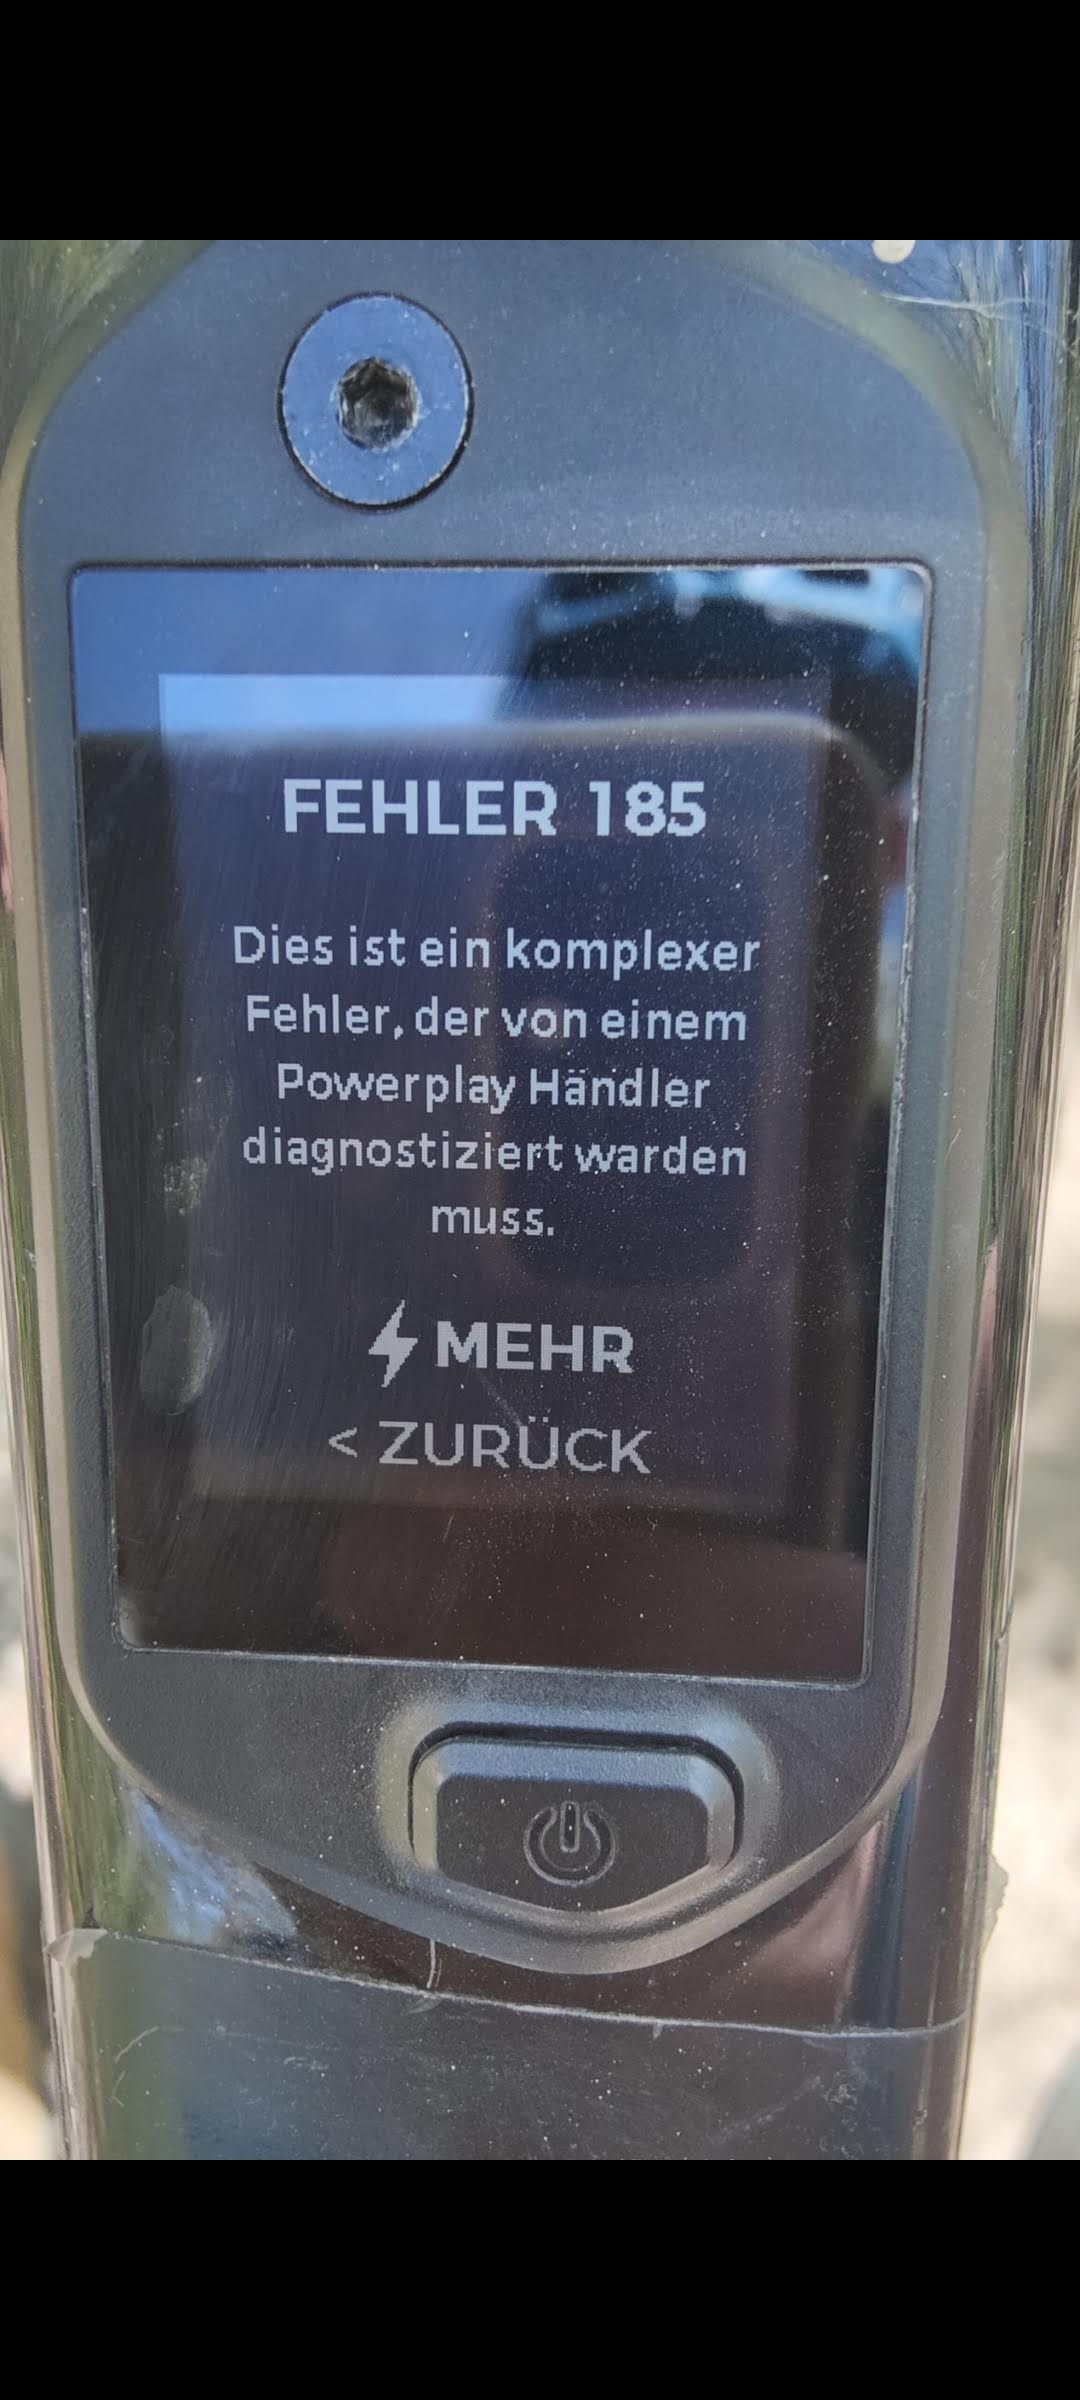 FEHLER 185
Dies ist ein komplexer
Fehler, der von einem
Powerplay Händler
diagnostiziert warden
muss.
MEHR
< ZURÜCK